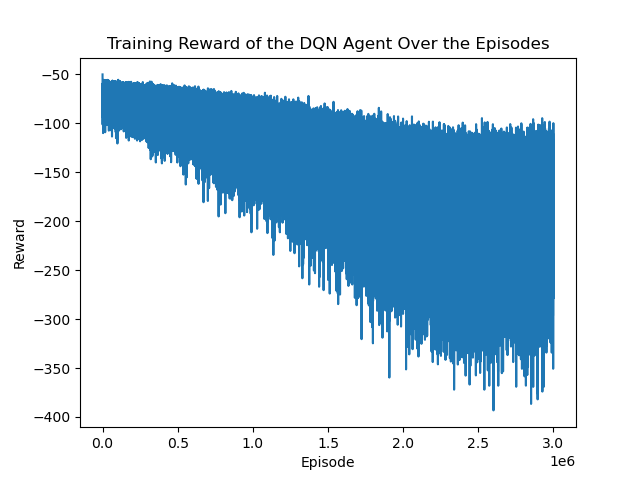 Training Reward of the DQN Agent Over the Episodes
−50
−100
−150
−200
−250
−300
−350
−400
Reward
0.0 0.5 1.0 1.5 2.0 2.5 3.0
1e6
Episode